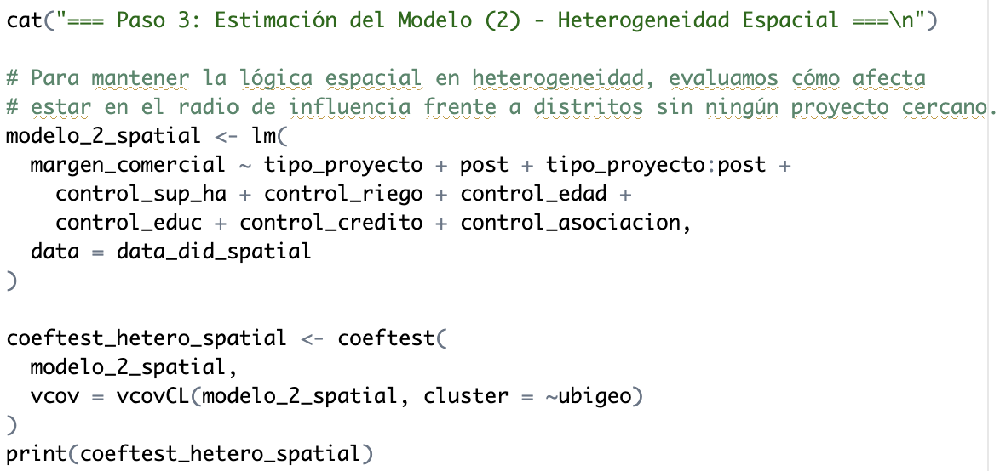 cat("=== Paso 3: Estimación del Modelo (2) - Heterogeneidad Espacial ===\n")
# Para mantener la lógica espacial en heterogeneidad, evaluamos cómo afecta
# estar en el radio de influencia frente a distritos sin ningún proyecto cercano.
modelo_2_spatial <- lm(
  margen_comercial ~ tipo_proyecto + post + tipo_proyecto:post +
    control_sup_ha + control_riego + control_edad +
    control_educ + control_credito + control_asociacion,
  data = data_did_spatial
)
coeftest_hetero_spatial <- coeftest(
  modelo_2_spatial,
  vcov = vcovCL(modelo_2_spatial, cluster = ~ubigeo)
)
print(coeftest_hetero_spatial)